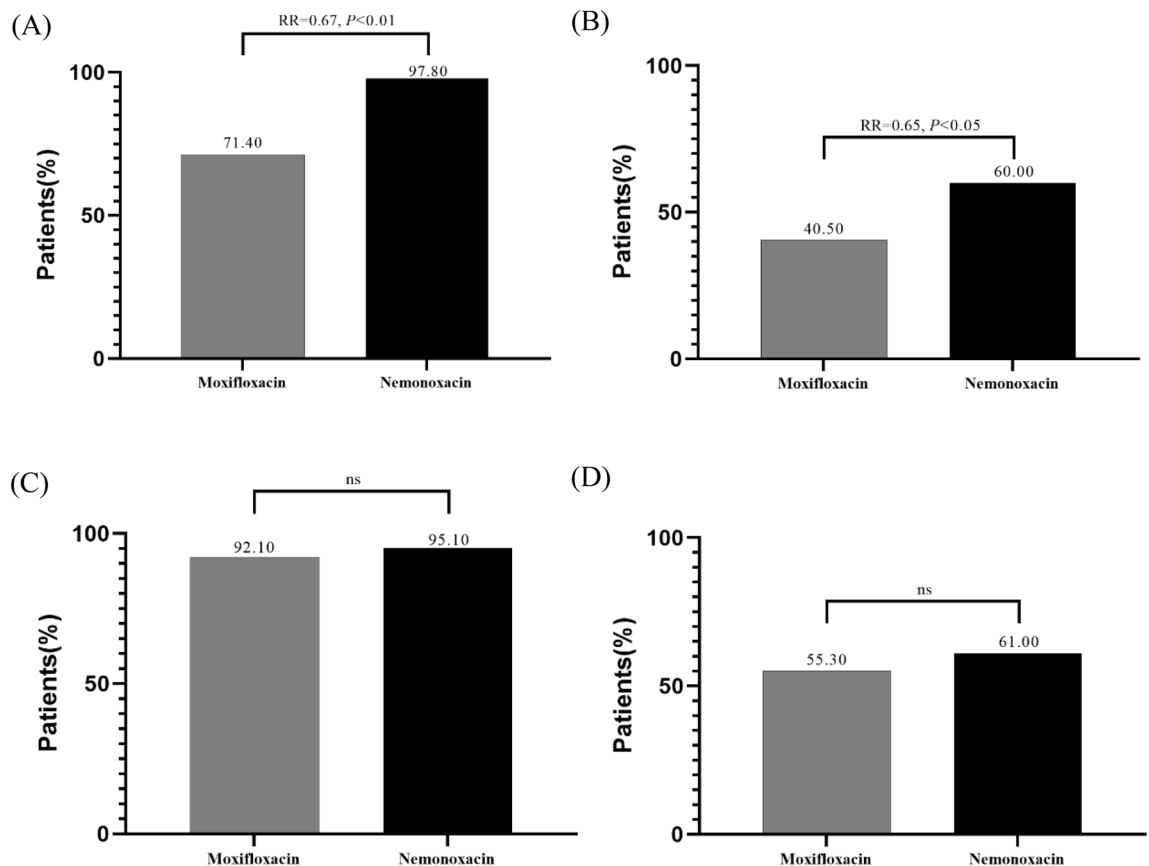 (A)
RR=0.67, P<0.01
Patients(%)
100
50
0
71.40
97.80
Moxifloxacin
Nemonoxacin
(B)
RR=0.65, P<0.05
Patients(%)
100
50
0
40.50
60.00
Moxifloxacin
Nemonoxacin
(C)
ns
Patients(%)
100
50
0
92.10
95.10
Moxifloxacin
Nemonoxacin
(D)
ns
Patients(%)
100
50
0
55.30
61.00
Moxifloxacin
Nemonoxacin